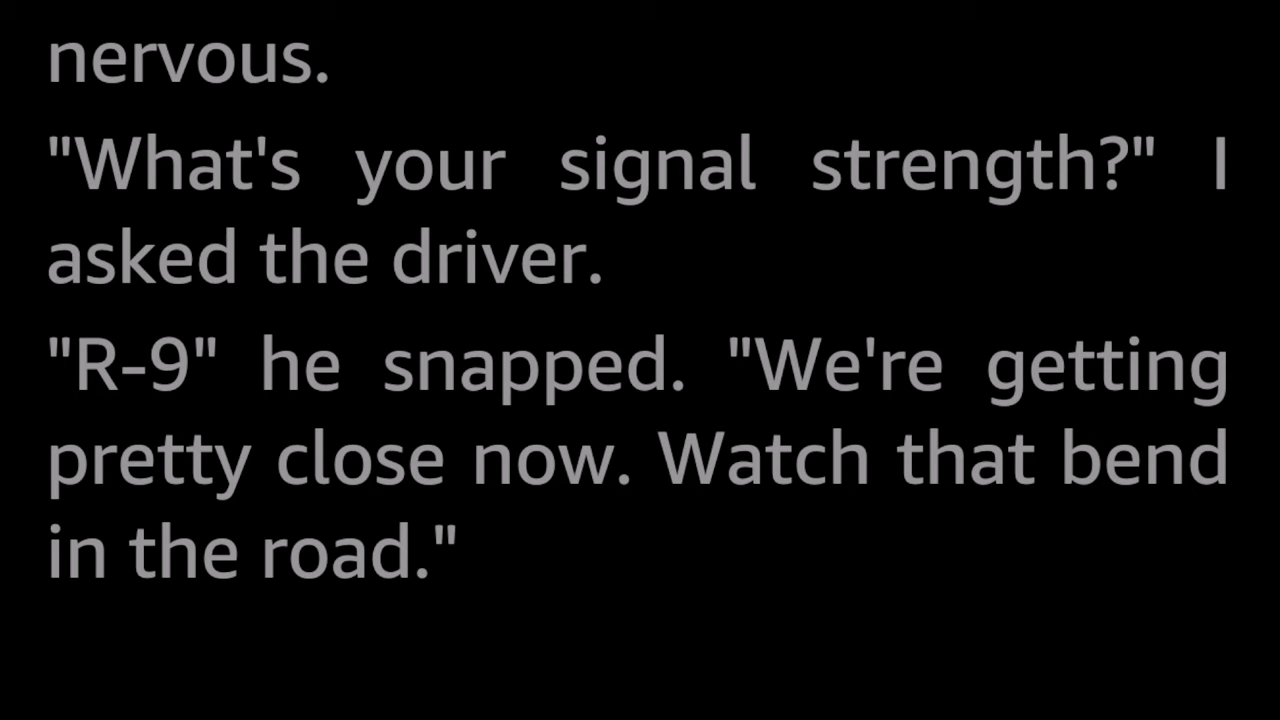 nervous.
"What's your signal strength?" I
asked the driver.
"R-9" he snapped. "We're getting
pretty close now. Watch that bend
in the road."